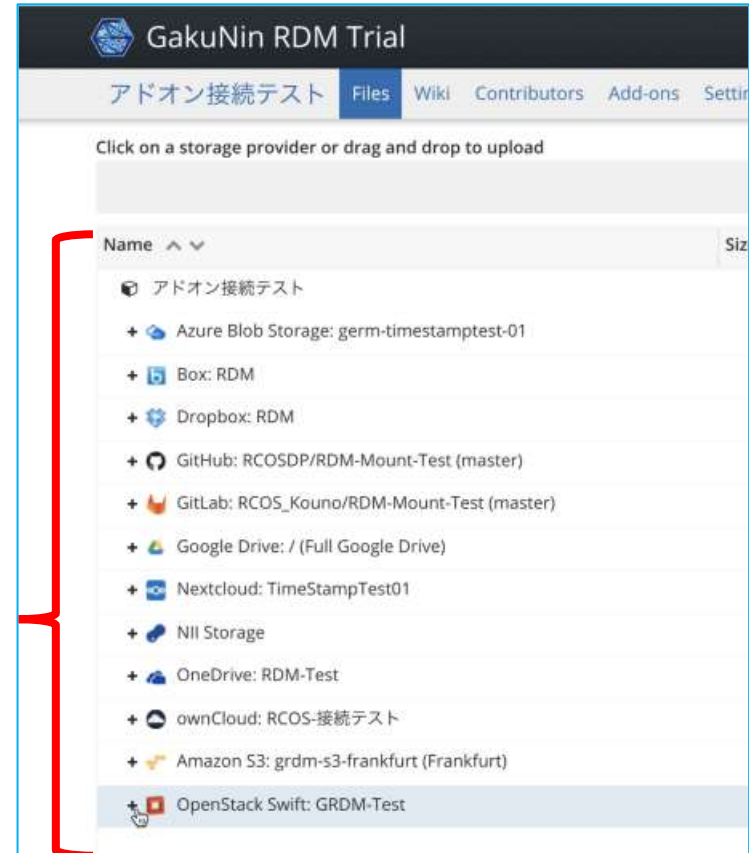 GakuNin RDM Trial
アドオン接続テスト Files Wiki Contributors Add-ons
Click on a storage provider or drag and drop to upload
Name
アドオン接続テスト
Azure Blob Storage: germ-timestamptest-01
Box: RDM
Dropbox: RDM
GitHub: RCOSDP/RDM-Mount-Test (master)
GitLab: RCOS_Kouno/RDM-Mount-Test (master)
Google Drive: / (Full Google Drive)
Nextcloud: TimeStampTest01
NII Storage
OneDrive: RDM-Test
ownCloud: RCOS-接続テスト
Amazon S3: grdm-s3-frankfurt (Frankfurt)
OpenStack Swift: GRDM-Test